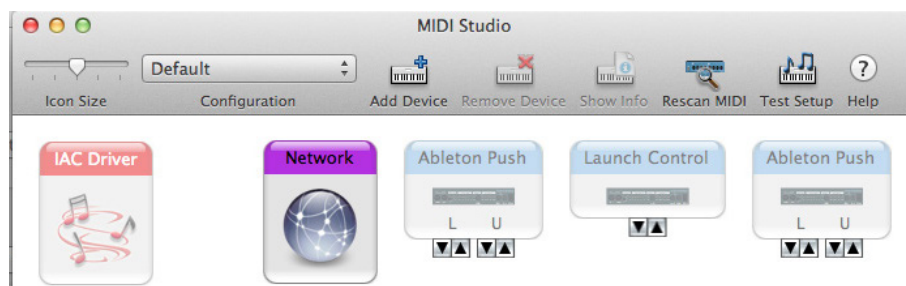 MIDI Studio
Default
Icon Size Configuration Add Device Remove Device Show Info Rescan MIDI Test Setup ? Help
IAC Driver Network Ableton Push Launch Control Ableton Push
L U L U